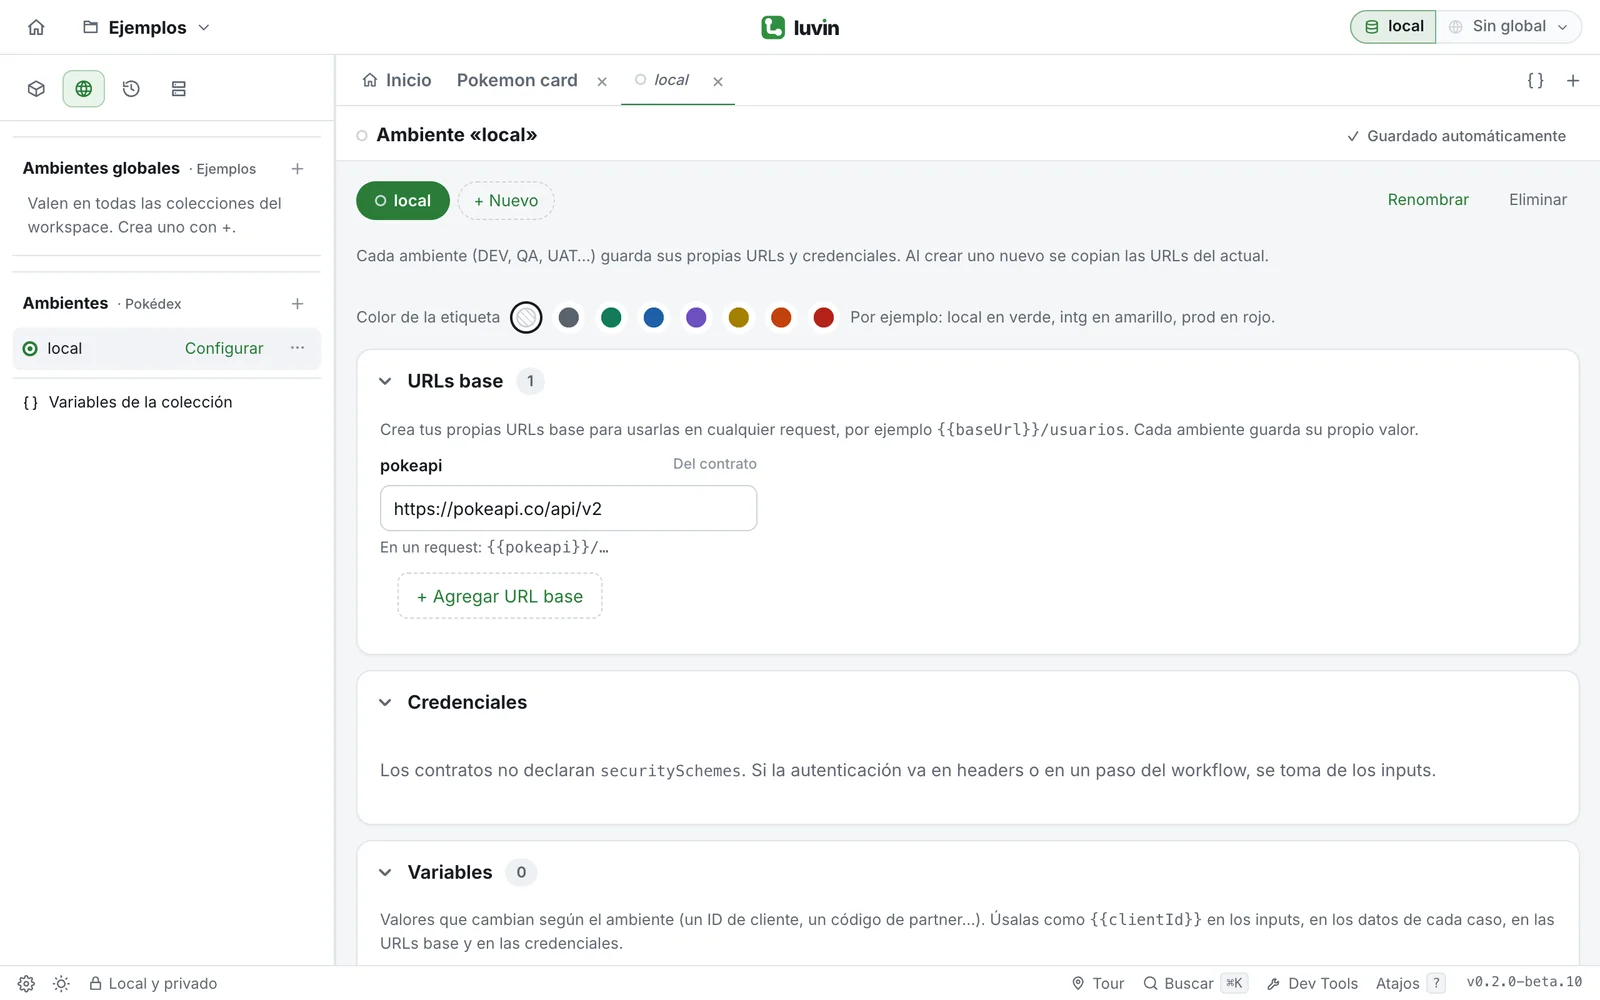 Ejemplos
luvin
local
Sin global
Inicio
Pokemon card
local
{ }
Ambientes globales · Ejemplos
Valen en todas las colecciones del
workspace. Crea uno con +.
Ambientes · Pokédex
local
Configurar
{ } Variables de la colección
Ambiente «local»
Guardado automáticamente
local
+ Nuevo
Renombrar
Eliminar
Cada ambiente (DEV, QA, UAT...) guarda sus propias URLs y credenciales. Al crear uno nuevo se copian las URLs del actual.
Color de la etiqueta
Por ejemplo: local en verde, intg en amarillo, prod en rojo.
URLs base 1
Crea tus propias URLs base para usarlas en cualquier request, por ejemplo {{baseUrl}}/usuarios. Cada ambiente guarda su propio valor.
pokeapi
Del contrato
https://pokeapi.co/api/v2
En un request: {{pokeapi}}/…
+ Agregar URL base
Credenciales
Los contratos no declaran securitySchemes. Si la autenticación va en headers o en un paso del workflow, se toma de los inputs.
Variables 0
Valores que cambian según el ambiente (un ID de cliente, un código de partner...). Úsalas como {{clientId}} en los inputs, en los datos de cada caso, en las
URLs base y en las credenciales.
Local y privado
Tour
Buscar ⌘K
Dev Tools
Atajos ?
v0.2.0-beta.10